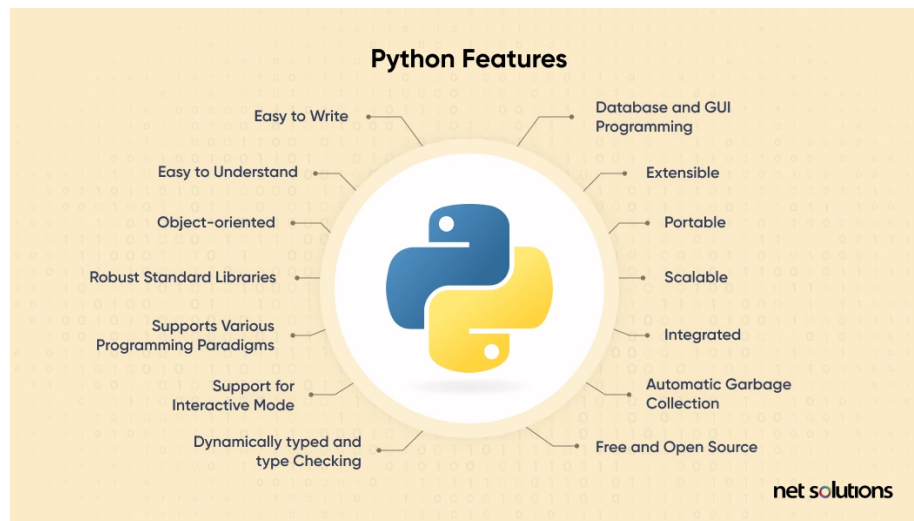 Python Features
Easy to Write
Easy to Understand
Object-oriented
Robust Standard Libraries
Supports Various
Programming Paradigms
Support for
Interactive Mode
Dynamically typed and
type Checking
Database and GUI
Programming
Extensible
Portable
Scalable
Integrated
Automatic Garbage
Collection
Free and Open Source
net solutions